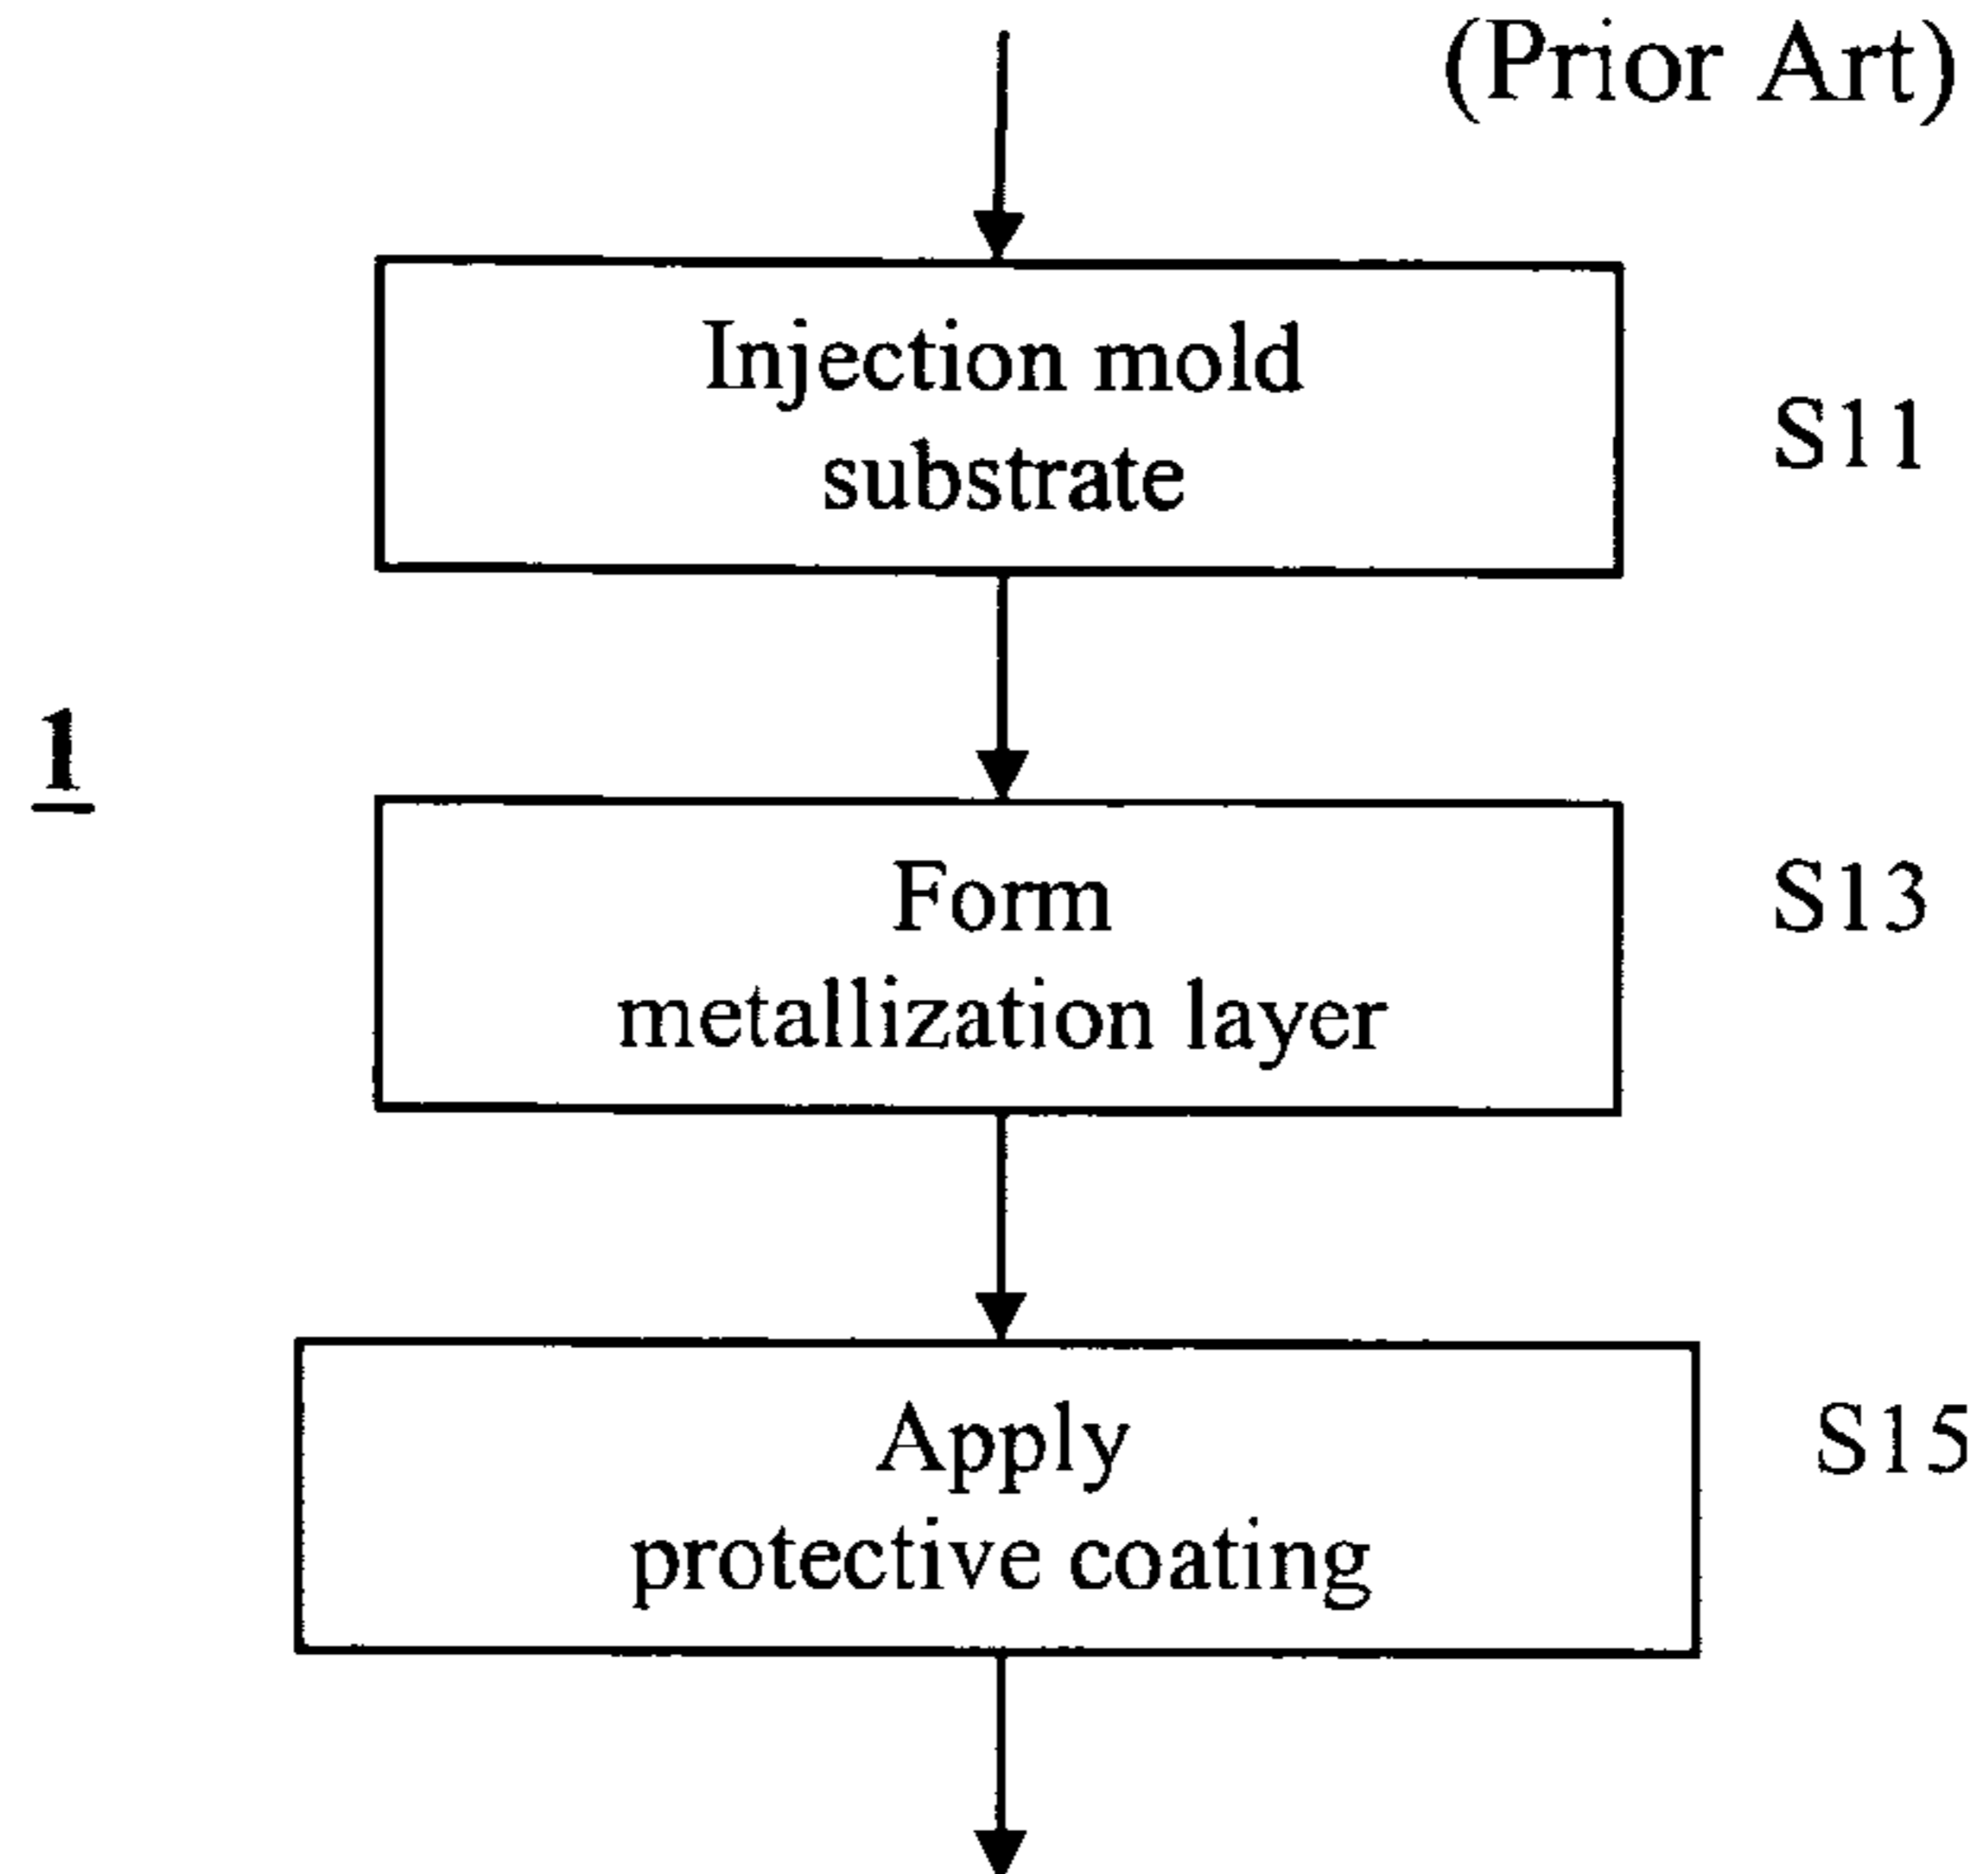 (Prior Art)
Injection mold
substrate
S11
1
Form
metallization layer
S13
Apply
protective coating
S15